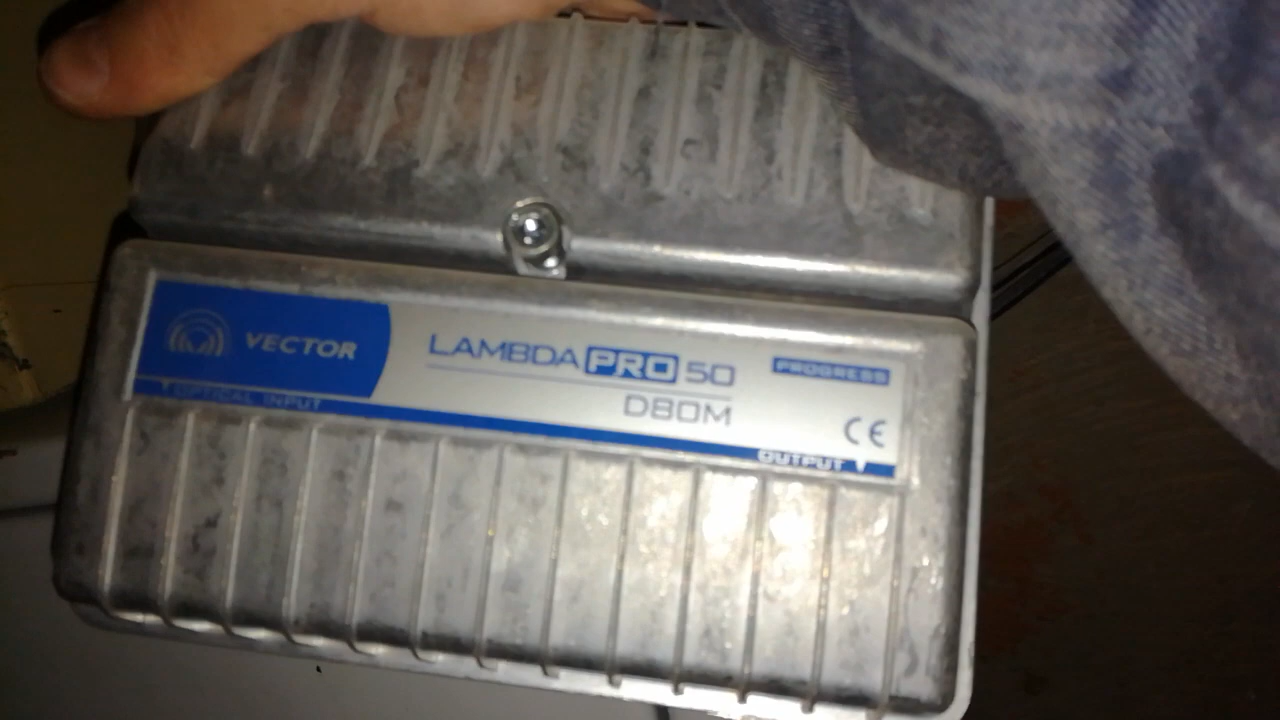 VECTOR
LAMBDA PRO 50
PROGRESS
D80M
CE
OPTICAL INPUT
OUTPUT